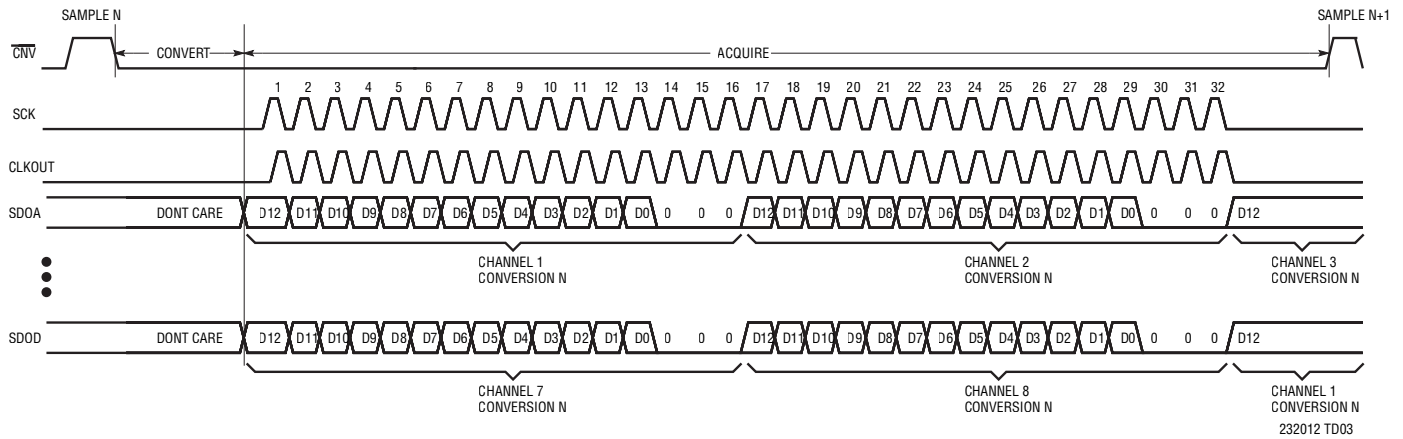 SAMPLE N SAMPLE N+1
CNV CONVERT ACQUIRE
1 2 3 4 5 6 7 8 9 10 11 12 13 14 15 16 17 18 19 20 21 22 23 24 25 26 27 28 29 30 31 32
SCK
CLKOUT
SDOA DONT CARE D12 D11 D10 D9 D8 D7 D6 D5 D4 D3 D2 D1 D0 0 0 0 D12 D11 D10 D9 D8 D7 D6 D5 D4 D3 D2 D1 D0 0 0 0 D12
CHANNEL 1 CHANNEL 2 CHANNEL 3
CONVERSION N CONVERSION N CONVERSION N
SDOD DONT CARE D12 D11 D10 D9 D8 D7 D6 D5 D4 D3 D2 D1 D0 0 0 0 D12 D11 D10 D9 D8 D7 D6 D5 D4 D3 D2 D1 D0 0 0 0 D12
CHANNEL 7 CHANNEL 8 CHANNEL 1
CONVERSION N CONVERSION N CONVERSION N
232012 TD03